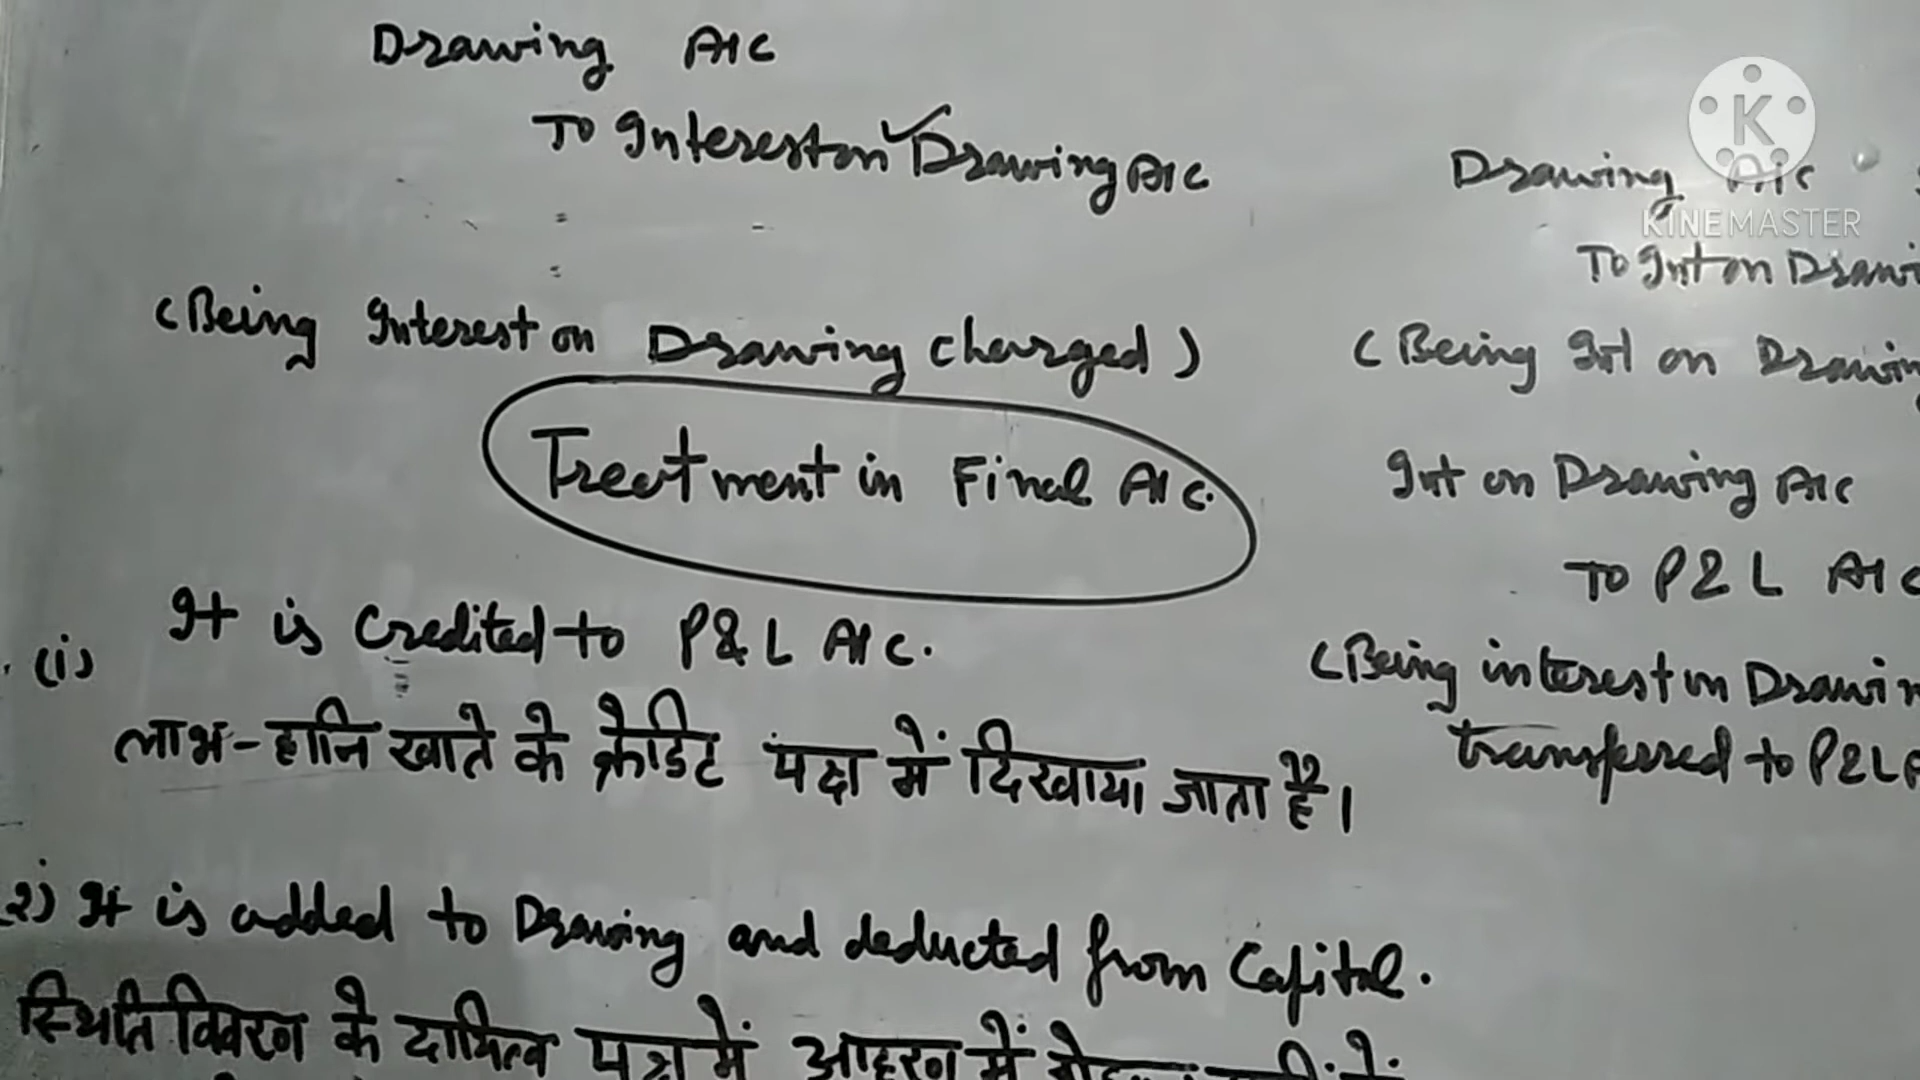 Drawing A/C
To Interest on Drawing A/C
(Being Interest on Drawing charged)
Treatment in Final A/C.
(i) It is Credited to P&L A/C.
लाभ-हानि खाते के क्रेडिट पक्ष में दिखाया जाता है।
2) It is added to Drawing and deducted from Capital.
स्थिति विवरण के दायित्व पक्ष में आहरण में
Drawing A/C
To Int on Drawi
(Being Int on Drawin
Int on Drawing A/C
To P&L A/C
(Being interest on Drawin
transferred to P&L A
K
KINEMASTER